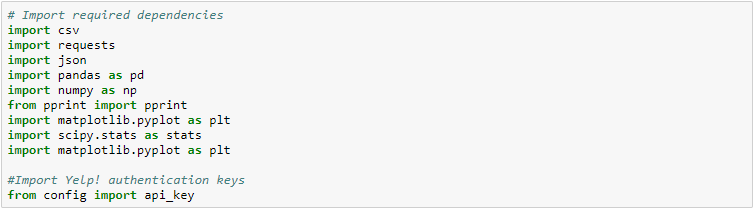 # Import required dependencies
import csv
import requests
import json
import pandas as pd
import numpy as np
from pprint import pprint
import matplotlib.pyplot as plt
import scipy.stats as stats
import matplotlib.pyplot as plt
#Import Yelp! authentication keys
from config import api_key